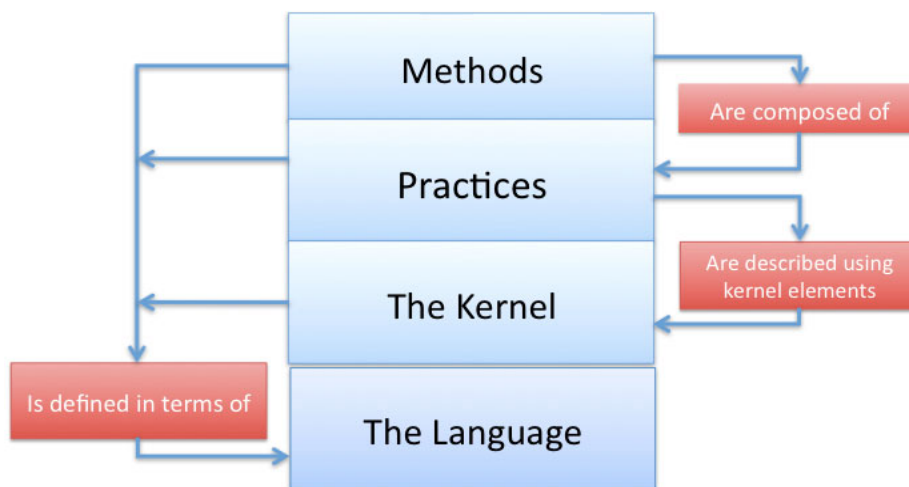 Methods
Are composed of
Practices
Are described using
kernel elements
The Kernel
Is defined in terms of
The Language